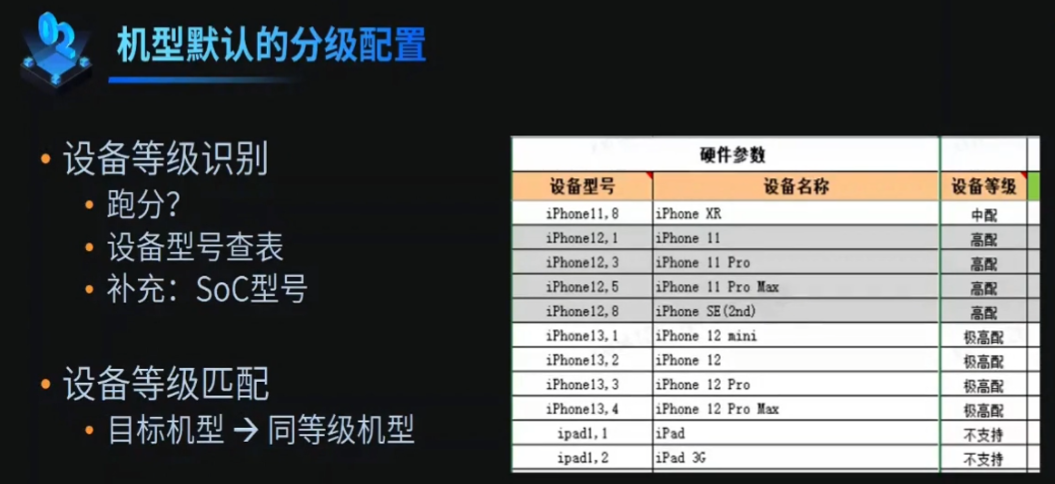 02
机型默认的分级配置
• 设备等级识别
• 跑分?
• 设备型号查表
• 补充：SoC型号
• 设备等级匹配
• 目标机型 → 同等级机型
硬件参数
设备型号 设备名称 设备等级
iPhone11,8 iPhone XR 中配
iPhone12,1 iPhone 11 高配
iPhone12,3 iPhone 11 Pro 高配
iPhone12,5 iPhone 11 Pro Max 高配
iPhone12,8 iPhone SE(2nd) 高配
iPhone13,1 iPhone 12 mini 极高配
iPhone13,2 iPhone 12 极高配
iPhone13,3 iPhone 12 Pro 极高配
iPhone13,4 iPhone 12 Pro Max 极高配
ipad1,1 iPad 不支持
ipad1,2 iPad 3G 不支持